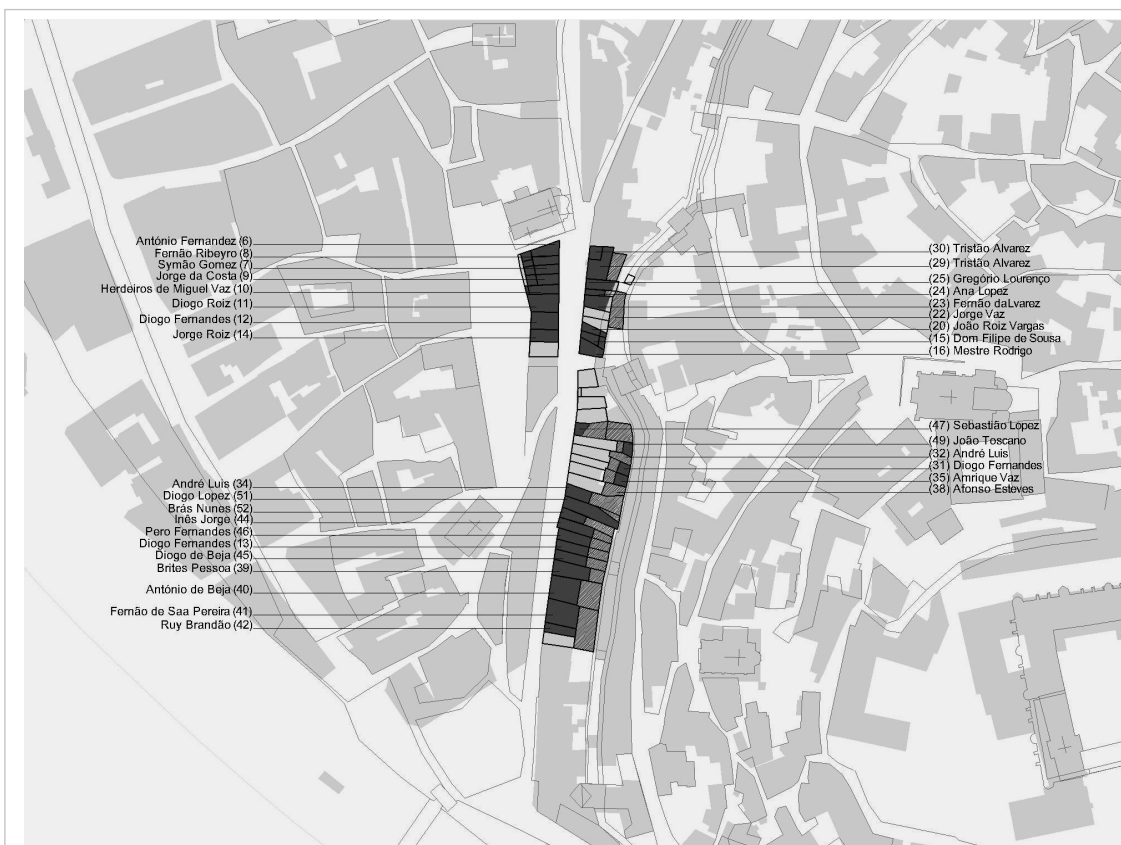 António Fernandez (6)
Fernão Ribeyro (8)
Symão Gomez (7)
Jorge da Costa (9)
Herdeiros de Miguel Vaz (10)
Diogo Roiz (11)
Diogo Fernandes (12)
Jorge Roiz (14)
(30) Tristão Alvarez
(29) Tristão Alvarez
(25) Gregório Lourenço
(24) Ana Lopez
(23) Fernão daLvarez
(22) Jorge Vaz
(20) João Roiz Vargas
(15) Dom Filipe de Sousa
(16) Mestre Rodrigo
(47) Sebastião Lopez
(49) João Toscano
(32) André Luis
(31) Diogo Fernandes
(35) Amrique Vaz
(38) Afonso Esteves
André Luis (34)
Diogo Lopez (51)
Brás Nunes (52)
Inês Jorge (44)
Pero Fernandes (46)
Diogo Fernandes (13)
Diogo de Beja (45)
Brites Pessoa (39)
António de Beja (40)
Fernão de Saa Pereira (41)
Ruy Brandão (42)